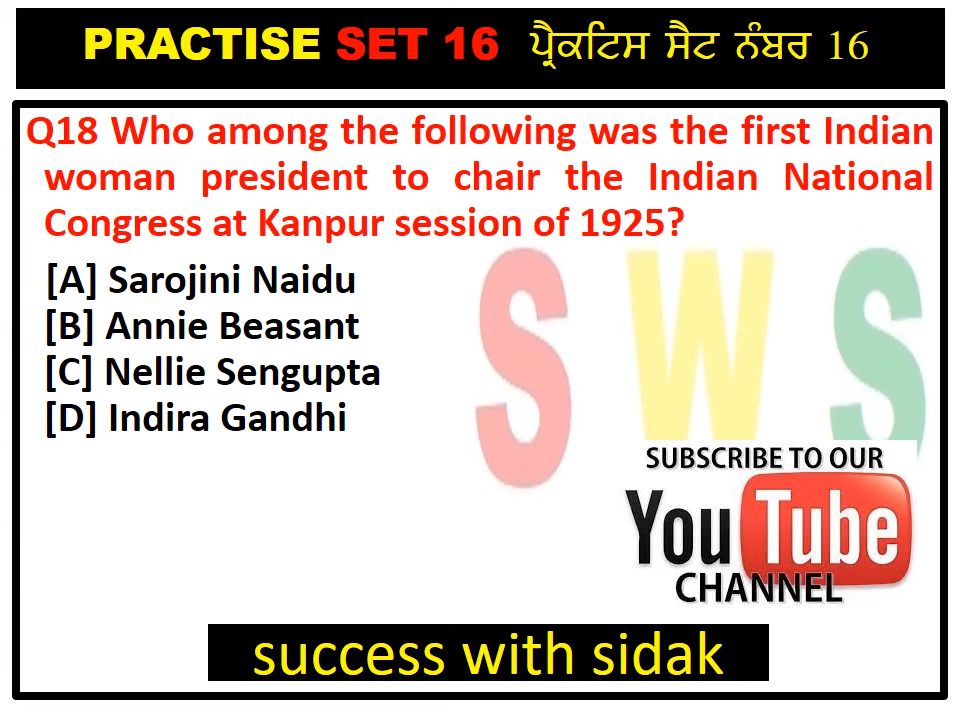 PRACTISE SET 16 ਪ੍ਰੈਕਟਿਸ ਸੈਟ ਨੰਬਰ 16
Q18 Who among the following was the first Indian
woman president to chair the Indian National
Congress at Kanpur session of 1925?
[A] Sarojini Naidu
[B] Annie Beasant
[C] Nellie Sengupta
[D] Indira Gandhi
SWS
SUBSCRIBE TO OUR
YouTube
CHANNEL
success with sidak